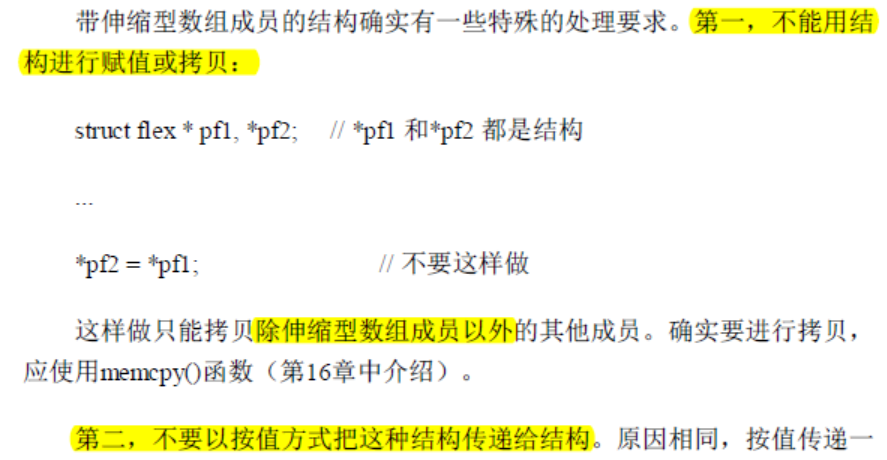 带伸缩型数组成员的结构确实有一些特殊的处理要求。第一，不能用结
构进行赋值或拷贝：
struct flex * pf1, *pf2; // *pf1 和*pf2 都是结构
...
*pf2 = *pf1; // 不要这样做
这样做只能拷贝除伸缩型数组成员以外的其他成员。确实要进行拷贝，
应使用memcpy()函数（第16章中介绍）。
第二，不要以按值方式把这种结构传递给结构。原因相同，按值传递一